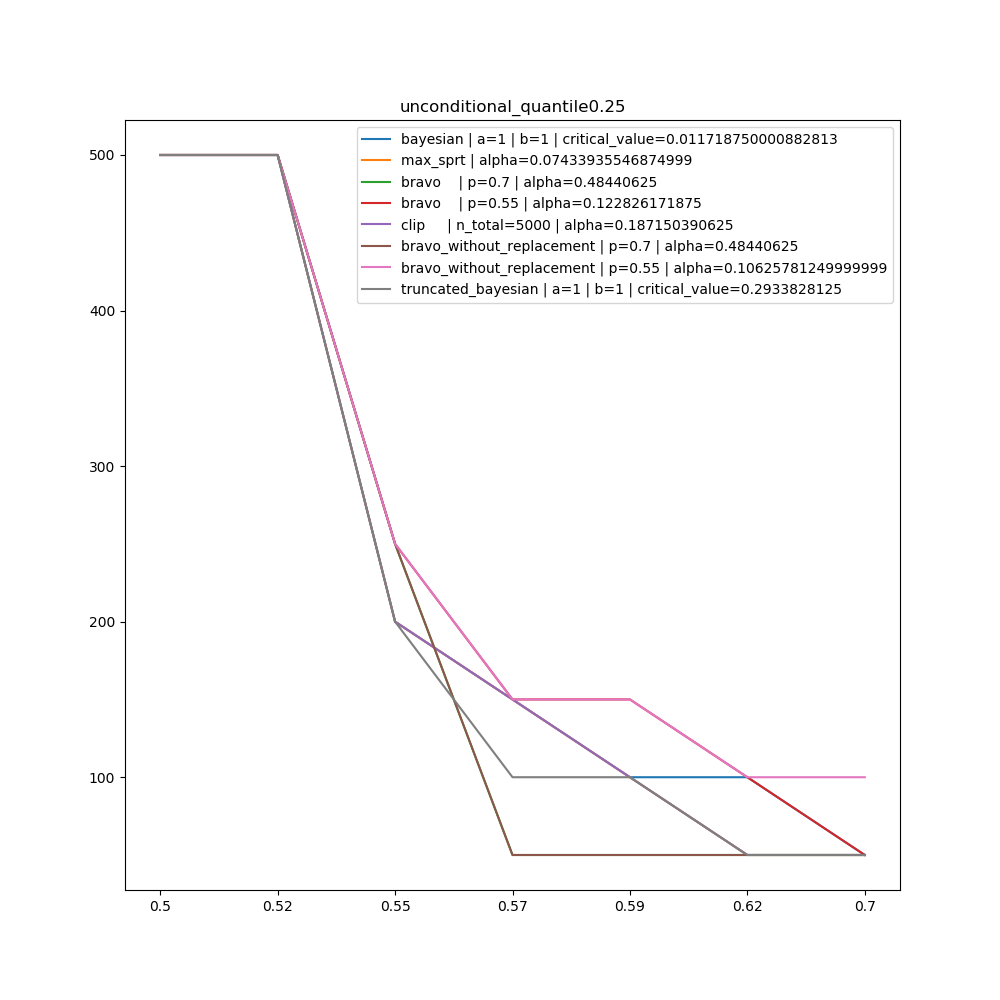 unconditional_quantile0.25
bayesian | a=1 | b=1 | critical_value=0.011718750000882813
max_sprt | alpha=0.07433935546874999
bravo    | p=0.7 | alpha=0.48440625
bravo    | p=0.55 | alpha=0.122826171875
clip     | n_total=5000 | alpha=0.187150390625
bravo_without_replacement | p=0.7 | alpha=0.48440625
bravo_without_replacement | p=0.55 | alpha=0.10625781249999999
truncated_bayesian | a=1 | b=1 | critical_value=0.2933828125
500
400
300
200
100
0.5 0.52 0.55 0.57 0.59 0.62 0.7